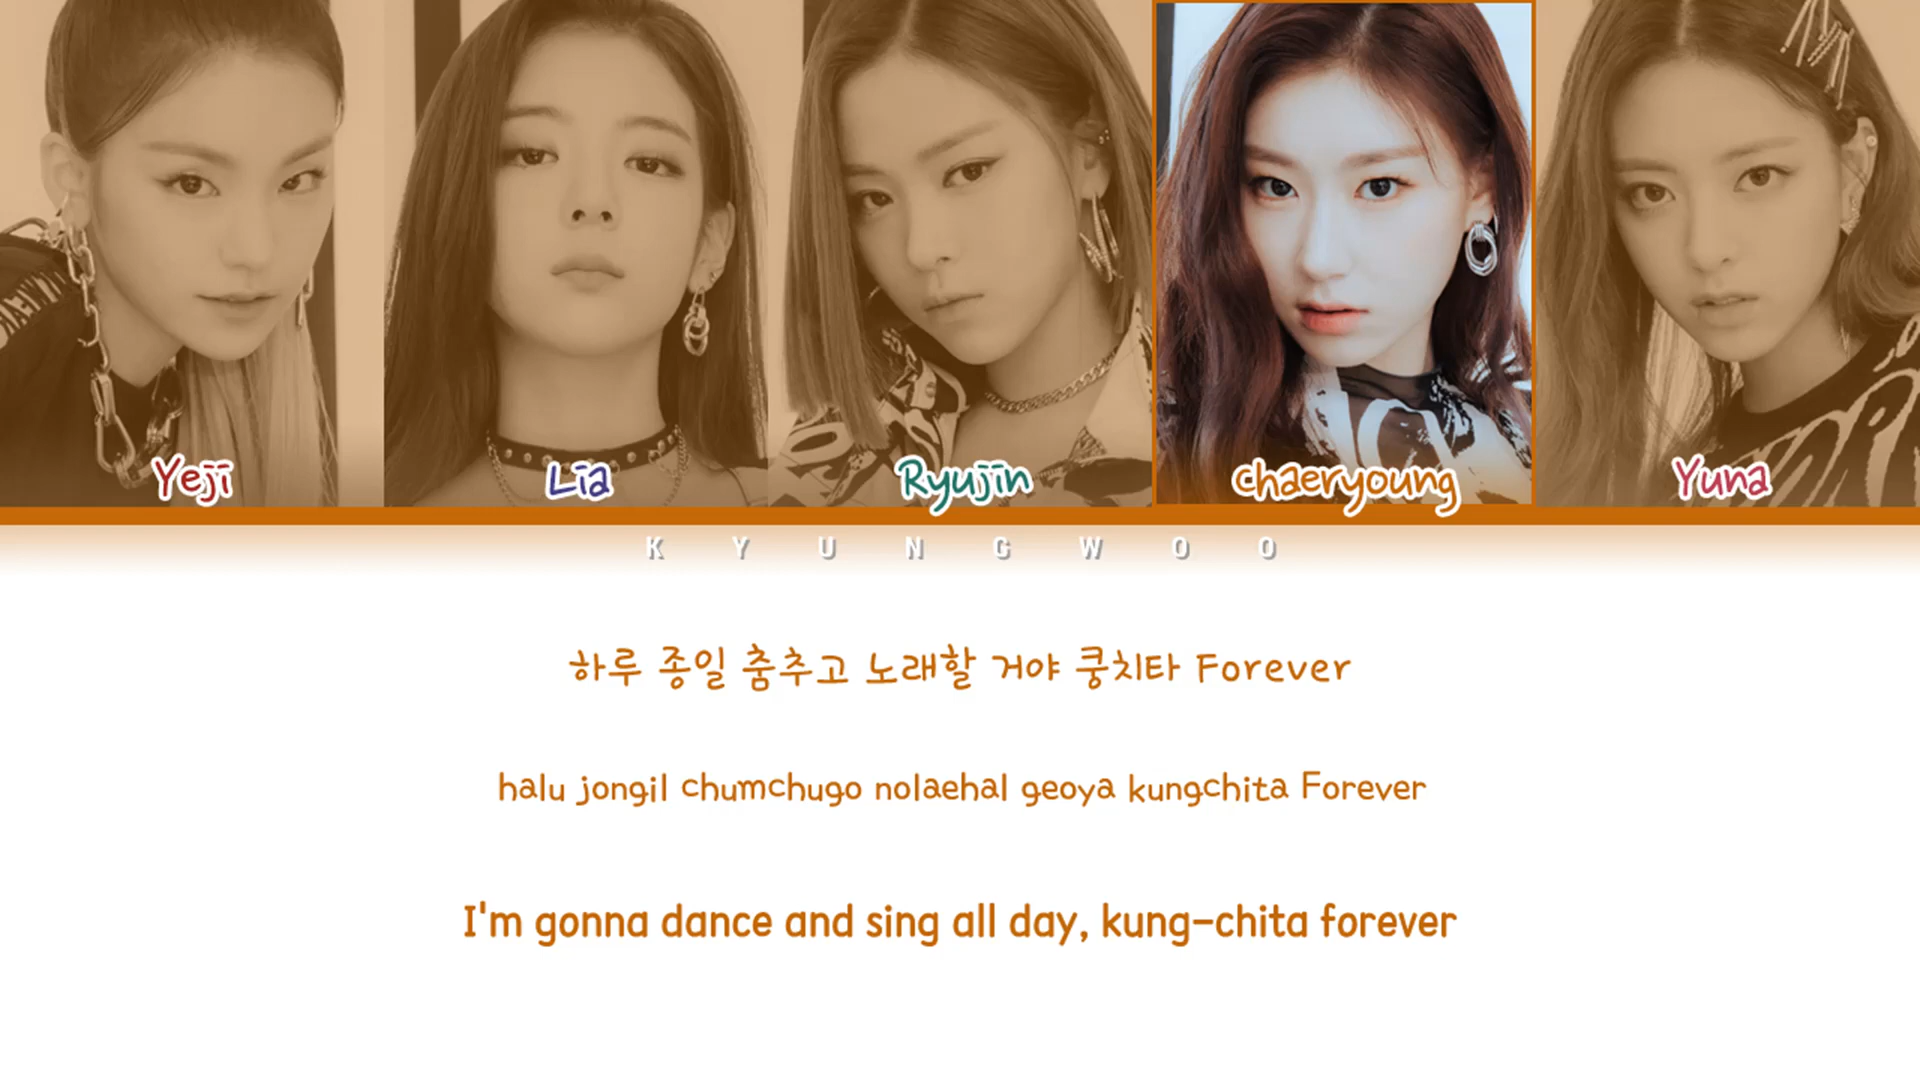 Yeji Lia Ryujin chaeryoung Yuna
K Y U N G W O O
하루 종일 춤추고 노래할 거야 쿵치타 Forever
halu jongil chumchugo nolaehal geoya kungchita Forever
I'm gonna dance and sing all day, kung-chita forever